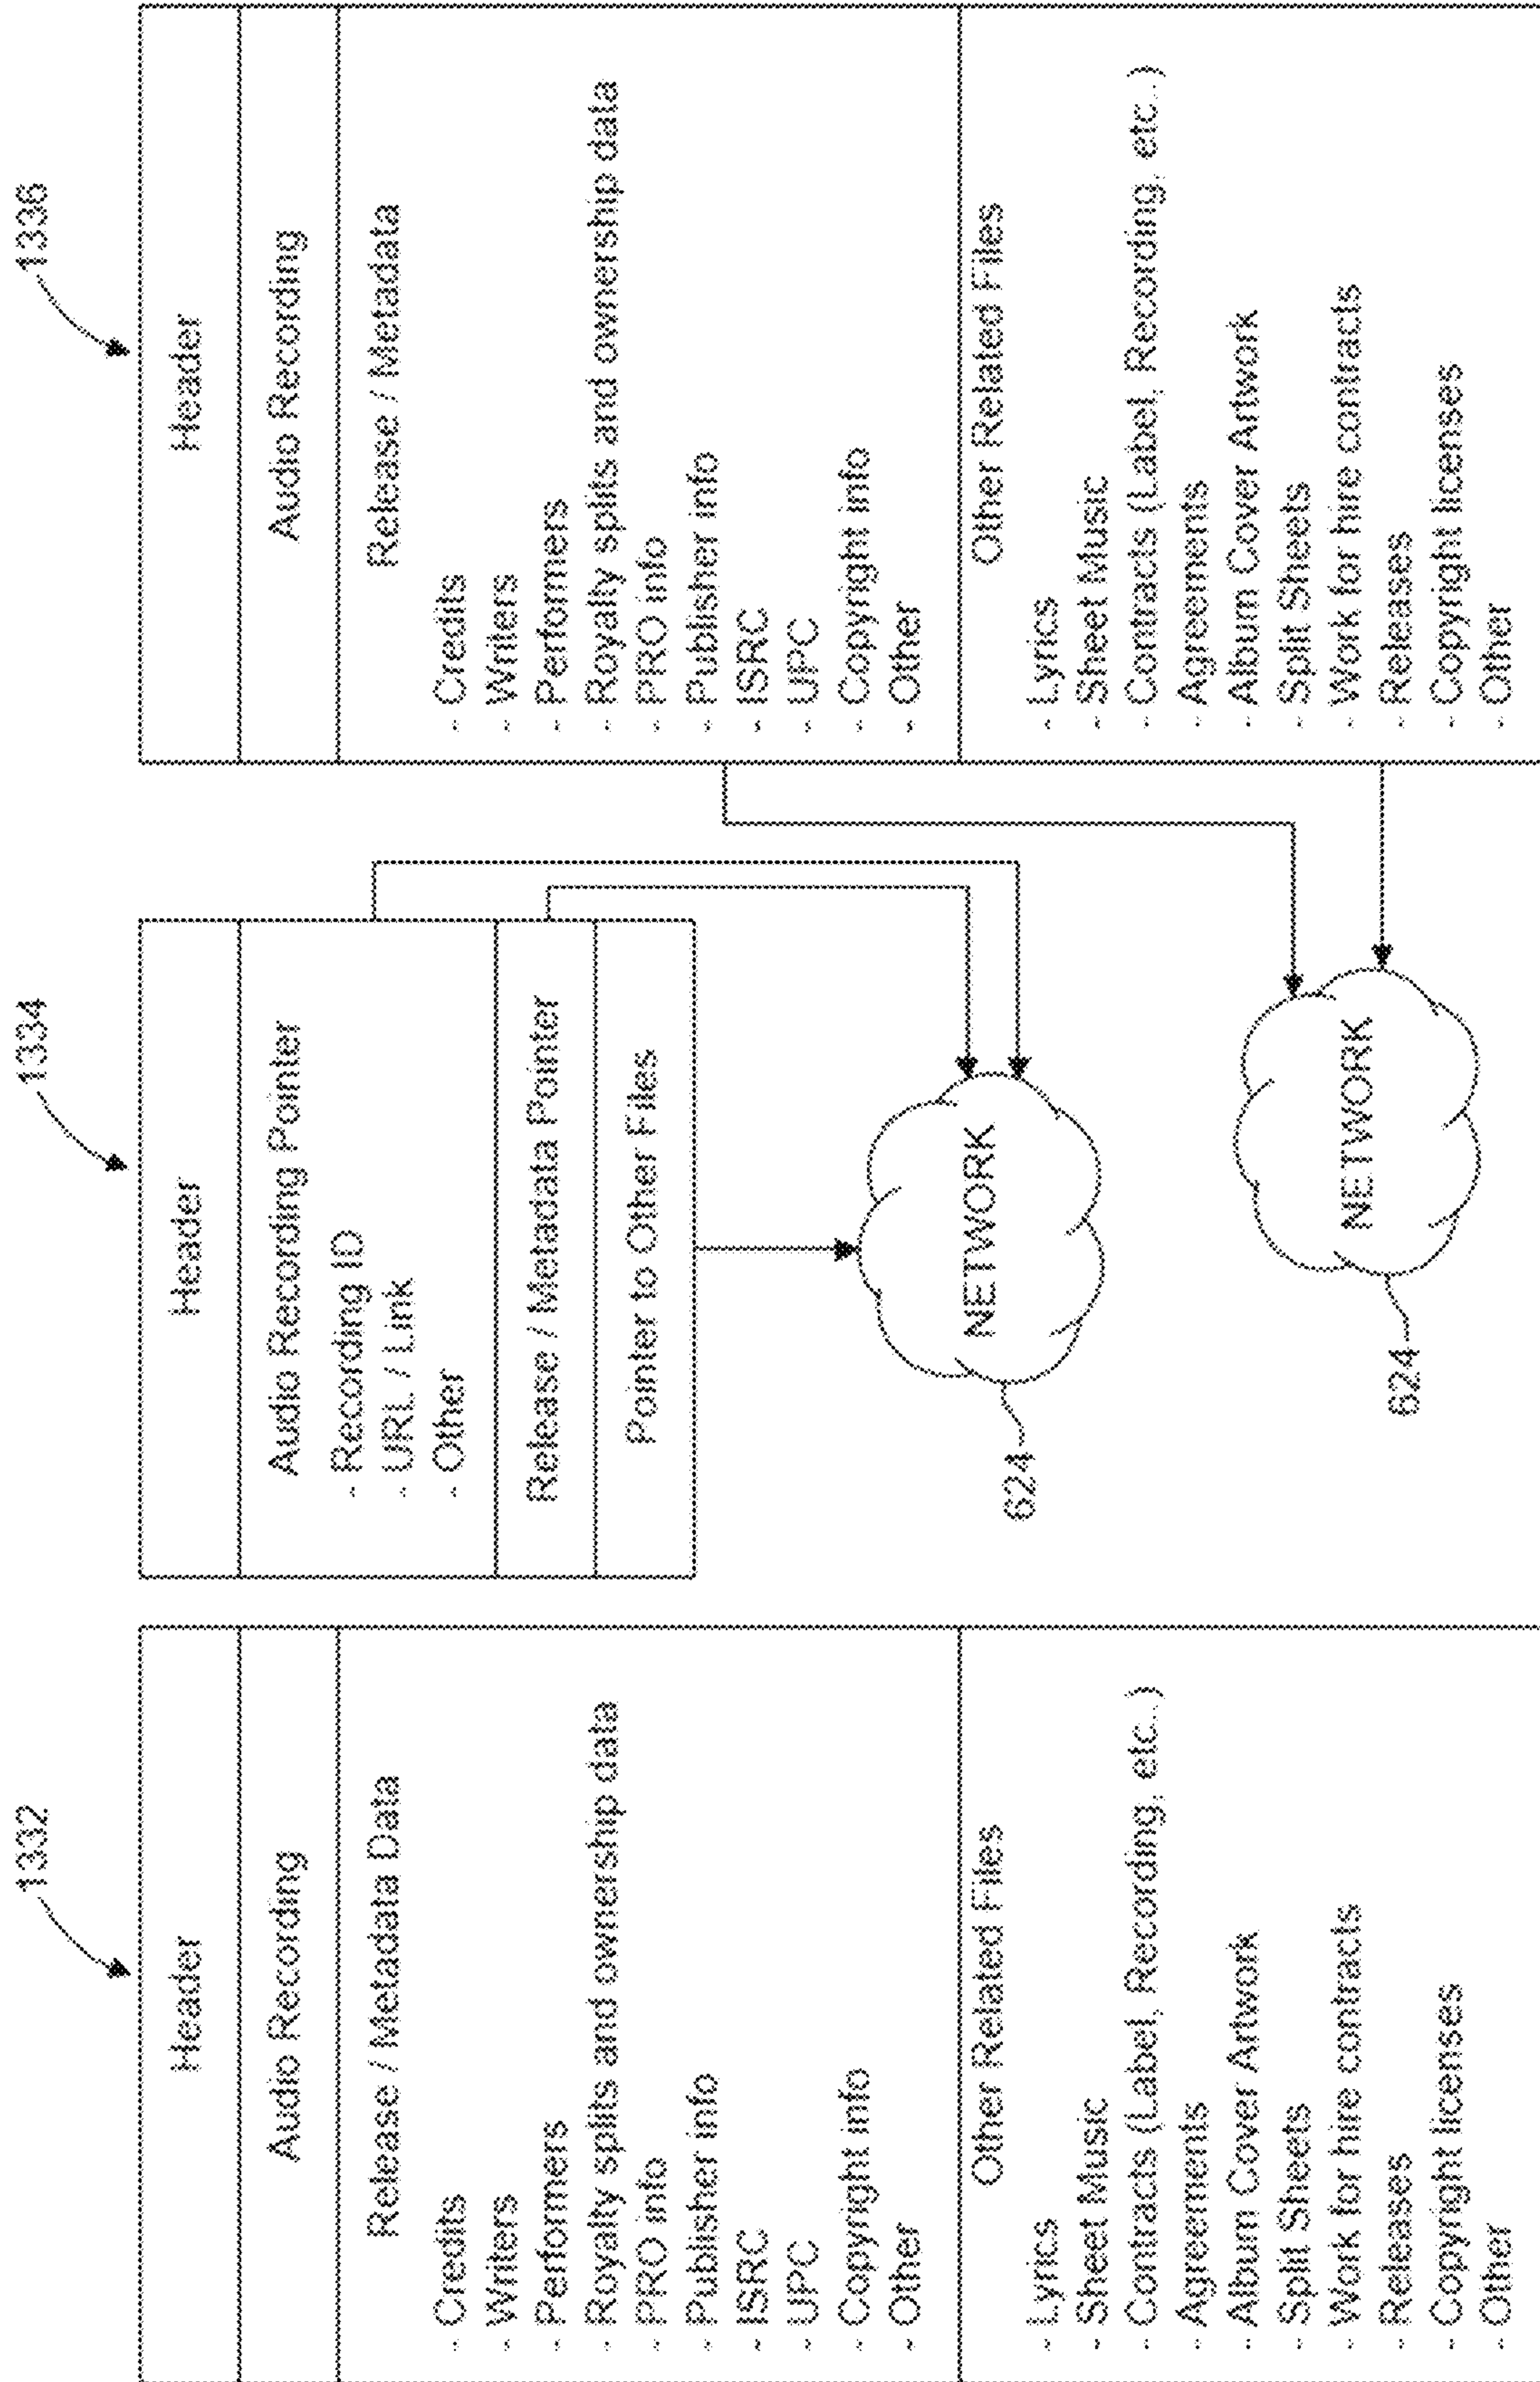 1332
Header
Audio Recording
Release / Metadata Data
- Credits
- Writers
- Performers
- Royalty splits and ownership data
- PRO info
- Publisher info
- ISRC
- UPC
- Copyright info
- Other
Other Related Files
- Lyrics
- Sheet Music
- Contracts (Label, Recording, etc..)
- Agreements
- Album Cover Artwork
- Split Sheets
- Work for hire contracts
- Releases
- Copyright licenses
- Other
1334
Header
Audio Recording Pointer
- Recording ID
- URL / Link
- Other
Release / Metadata Pointer
Pointer to Other Files
NETWORK
624
1336
Header
Audio Recording
Release / Metadata
- Credits
- Writers
- Performers
- Royalty splits and ownership data
- PRO info
- Publisher info
- ISRC
- UPC
- Copyright info
- Other
Other Related Files
- Lyrics
- Sheet Music
- Contracts (Label, Recording, etc..)
- Agreements
- Album Cover Artwork
- Split Sheets
- Work for hire contracts
- Releases
- Copyright licenses
- Other
NETWORK
624